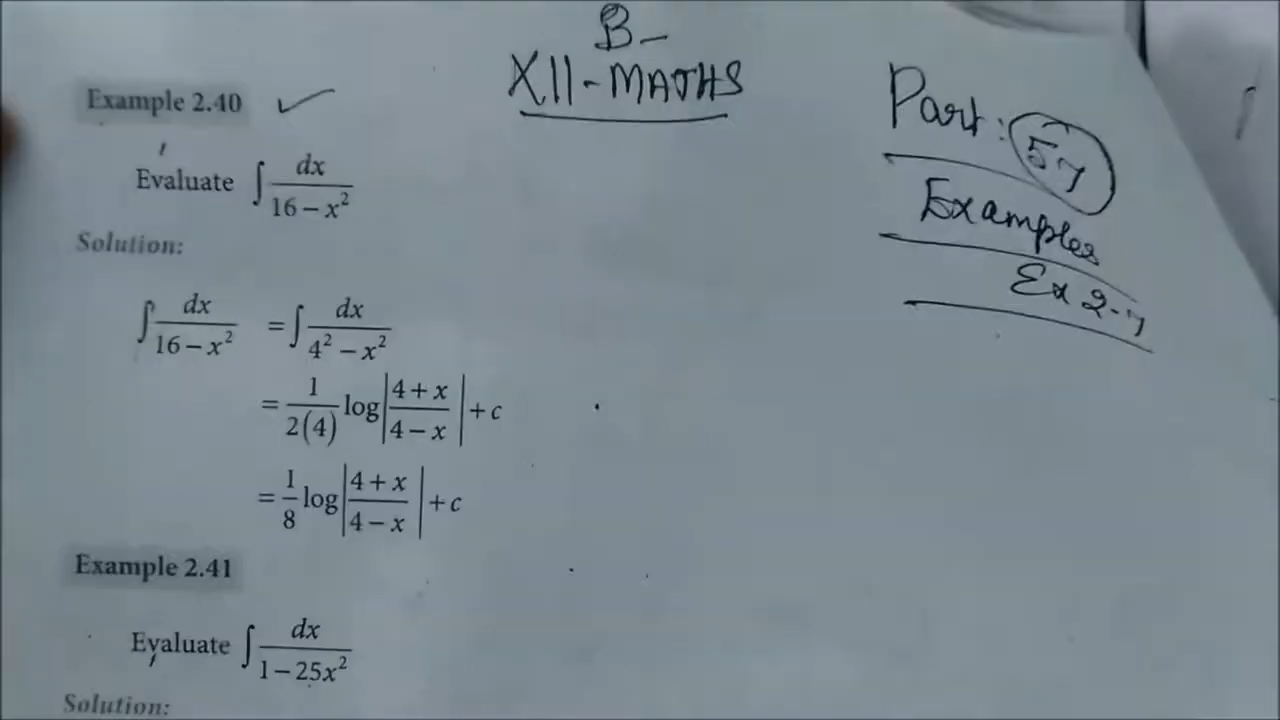 B-
XII-MATHS
Part: 57
Examples
Ex 2.7
Example 2.40 ✓
Evaluate ∫ dx/(16 − x²)
Solution:
∫ dx/(16 − x²) = ∫ dx/(4² − x²)
= 1/(2(4)) log |(4 + x)/(4 − x)| + c
= 1/8 log |(4 + x)/(4 − x)| + c
Example 2.41
Evaluate ∫ dx/(1 − 25x²)
Solution: